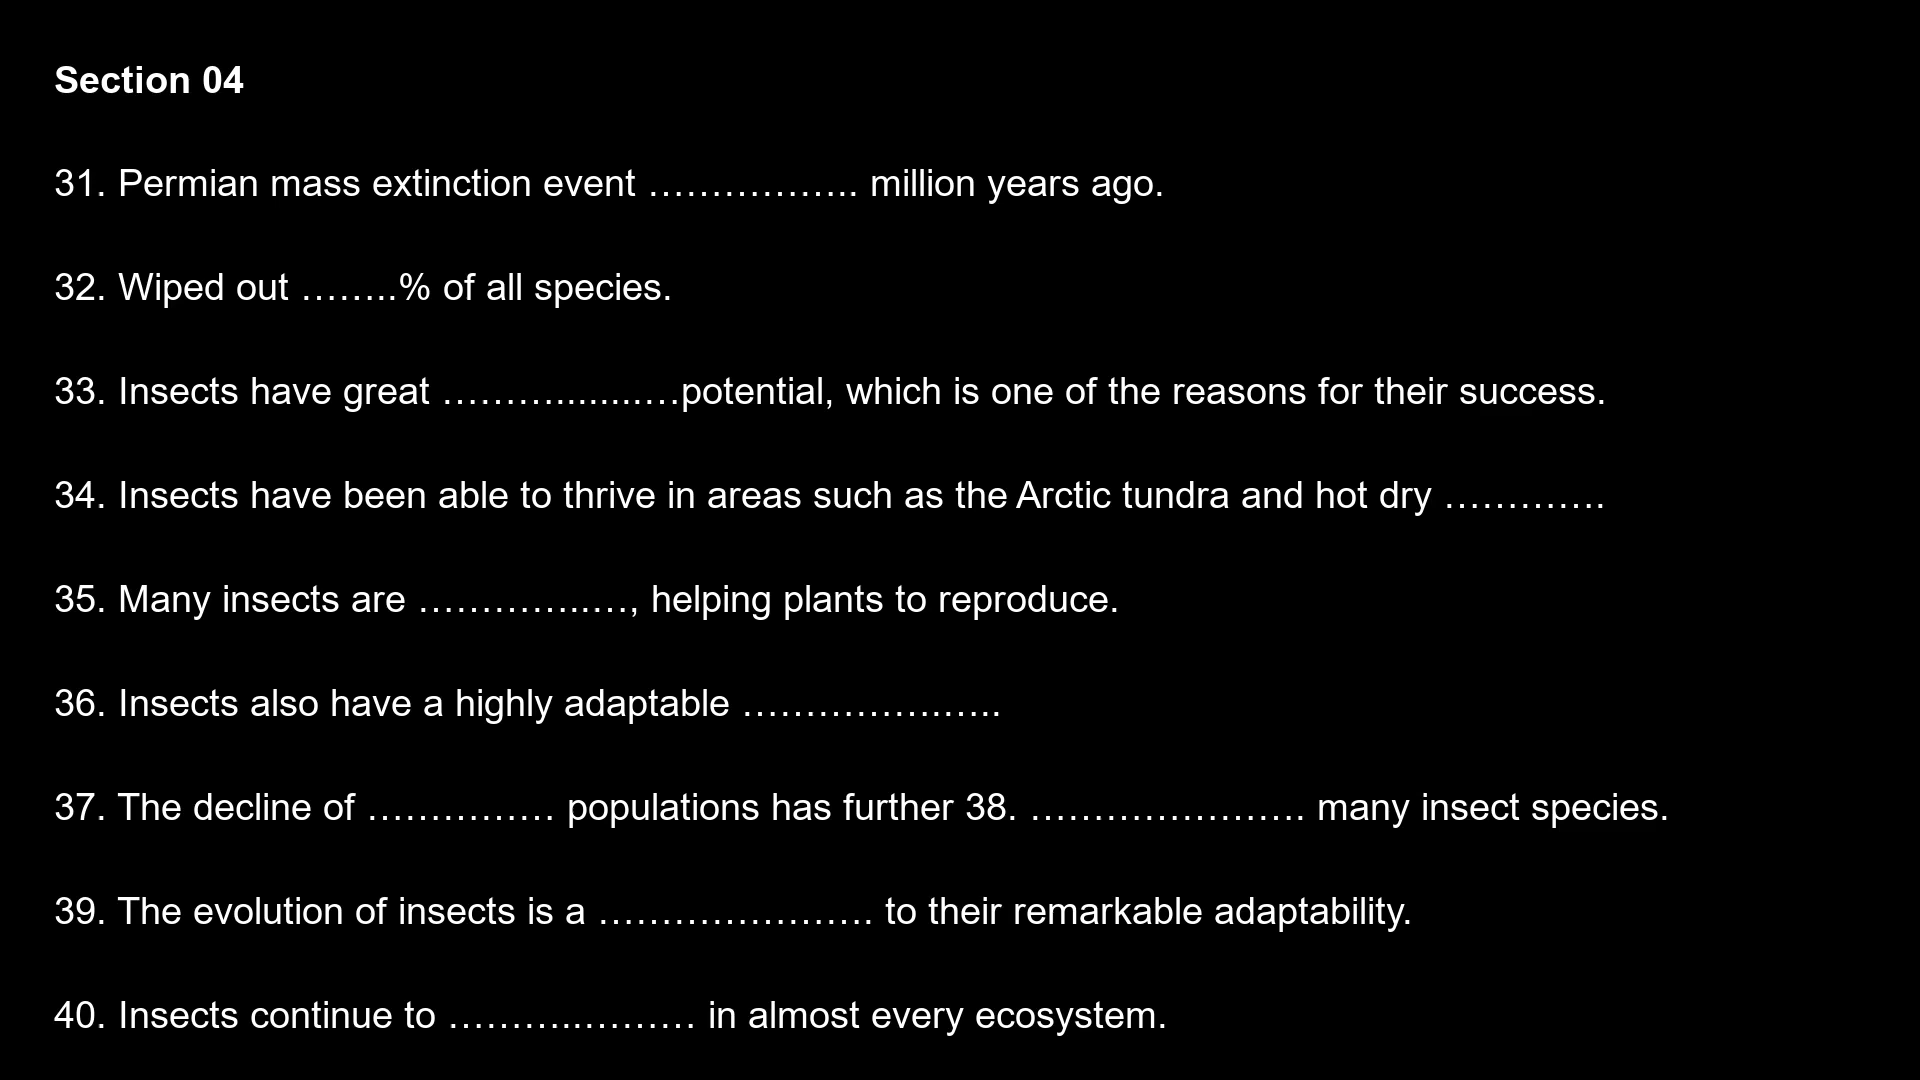 Section 04
31. Permian mass extinction event …………….. million years ago.
32. Wiped out ……..% of all species.
33. Insects have great ………........…potential, which is one of the reasons for their success.
34. Insects have been able to thrive in areas such as the Arctic tundra and hot dry ………….
35. Many insects are …………..…, helping plants to reproduce.
36. Insects also have a highly adaptable …………….…..
37. The decline of …………… populations has further 38. …………………. many insect species.
39. The evolution of insects is a …………………. to their remarkable adaptability.
40. Insects continue to ………..……… in almost every ecosystem.